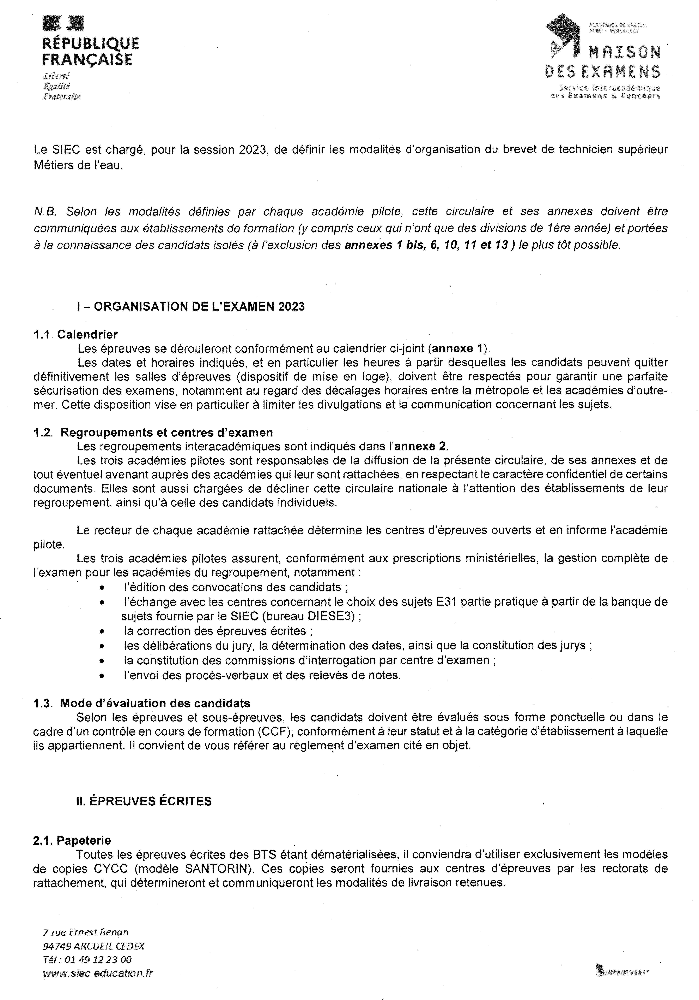 RÉPUBLIQUE
FRANÇAISE
Liberté
Égalité
Fraternité
ACADÉMIES DE CRÉTEIL
PARIS - VERSAILLES
MAISON
DES EXAMENS
Service Interacadémique
des Examens & Concours
Le SIEC est chargé, pour la session 2023, de définir les modalités d'organisation du brevet de technicien supérieur
Métiers de l'eau.
N.B. Selon les modalités définies par chaque académie pilote, cette circulaire et ses annexes doivent être
communiquées aux établissements de formation (y compris ceux qui n'ont que des divisions de 1ère année) et portées
à la connaissance des candidats isolés (à l'exclusion des annexes 1 bis, 6, 10, 11 et 13 ) le plus tôt possible.
I – ORGANISATION DE L'EXAMEN 2023
1.1. Calendrier
Les épreuves se dérouleront conformément au calendrier ci-joint (annexe 1).
Les dates et horaires indiqués, et en particulier les heures à partir desquelles les candidats peuvent quitter
définitivement les salles d'épreuves (dispositif de mise en loge), doivent être respectés pour garantir une parfaite
sécurisation des examens, notamment au regard des décalages horaires entre la métropole et les académies d'outre-
mer. Cette disposition vise en particulier à limiter les divulgations et la communication concernant les sujets.
1.2. Regroupements et centres d'examen
Les regroupements interacadémiques sont indiqués dans l'annexe 2.
Les trois académies pilotes sont responsables de la diffusion de la présente circulaire, de ses annexes et de
tout éventuel avenant auprès des académies qui leur sont rattachées, en respectant le caractère confidentiel de certains
documents. Elles sont aussi chargées de décliner cette circulaire nationale à l'attention des établissements de leur
regroupement, ainsi qu'à celle des candidats individuels.
Le recteur de chaque académie rattachée détermine les centres d'épreuves ouverts et en informe l'académie
pilote.
Les trois académies pilotes assurent, conformément aux prescriptions ministérielles, la gestion complète de
l'examen pour les académies du regroupement, notamment :
• l'édition des convocations des candidats ;
• l'échange avec les centres concernant le choix des sujets E31 partie pratique à partir de la banque de
sujets fournie par le SIEC (bureau DIESE3) ;
• la correction des épreuves écrites ;
• les délibérations du jury, la détermination des dates, ainsi que la constitution des jurys ;
• la constitution des commissions d'interrogation par centre d'examen ;
• l'envoi des procès-verbaux et des relevés de notes.
1.3. Mode d'évaluation des candidats
Selon les épreuves et sous-épreuves, les candidats doivent être évalués sous forme ponctuelle ou dans le
cadre d'un contrôle en cours de formation (CCF), conformément à leur statut et à la catégorie d'établissement à laquelle
ils appartiennent. Il convient de vous référer au règlement d'examen cité en objet.
II. ÉPREUVES ÉCRITES
2.1. Papeterie
Toutes les épreuves écrites des BTS étant dématérialisées, il conviendra d'utiliser exclusivement les modèles
de copies CYCC (modèle SANTORIN). Ces copies seront fournies aux centres d'épreuves par les rectorats de
rattachement, qui détermineront et communiqueront les modalités de livraison retenues.
7 rue Ernest Renan
94749 ARCUEIL CEDEX
Tél : 01 49 12 23 00
www.siec.education.fr
IMPRIM'VERT®